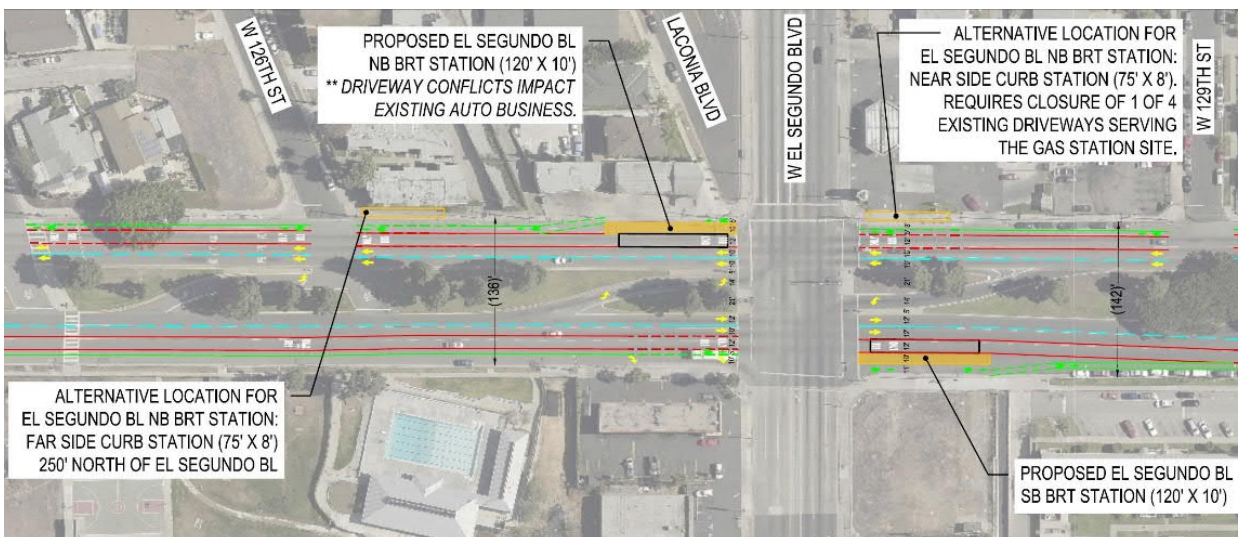 W 126TH ST
PROPOSED EL SEGUNDO BL
NB BRT STATION (120' X 10')
** DRIVEWAY CONFLICTS IMPACT
EXISTING AUTO BUSINESS.
LACONIA BLVD
W EL SEGUNDO BLVD
ALTERNATIVE LOCATION FOR
EL SEGUNDO BL NB BRT STATION:
NEAR SIDE CURB STATION (75' X 8').
REQUIRES CLOSURE OF 1 OF 4
EXISTING DRIVEWAYS SERVING
THE GAS STATION SITE.
W 129TH ST
(136)'
(142)'
ALTERNATIVE LOCATION FOR
EL SEGUNDO BL NB BRT STATION:
FAR SIDE CURB STATION (75' X 8')
250' NORTH OF EL SEGUNDO BL
PROPOSED EL SEGUNDO BL
SB BRT STATION (120' X 10')